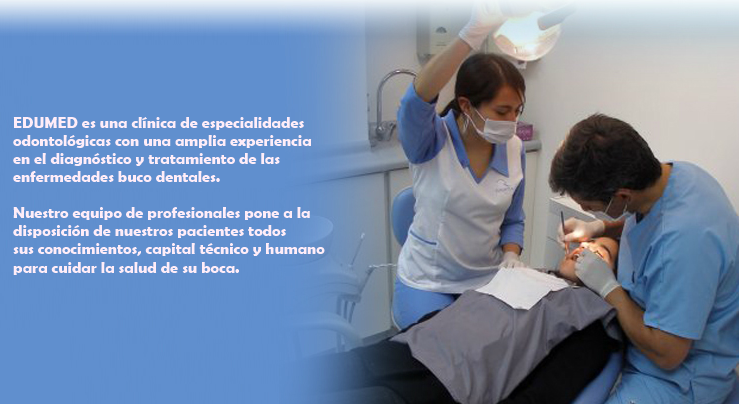 EDUMED es una clínica de especialidades
odontológicas con una amplia experiencia
en el diagnóstico y tratamiento de las
enfermedades buco dentales.
Nuestro equipo de profesionales pone a la
disposición de nuestros pacientes todos
sus conocimientos, capital técnico y humano
para cuidar la salud de su boca.